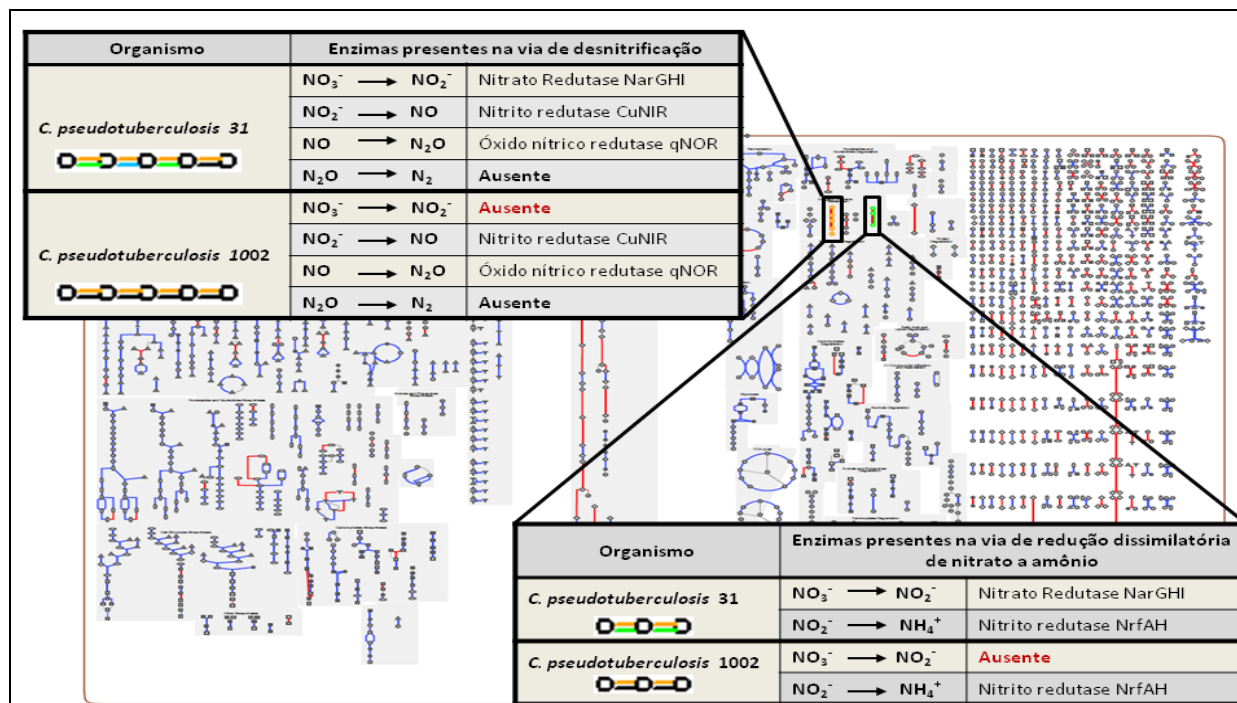 Organismo Enzimas presentes na via de desnitrificação
NO₃⁻ → NO₂⁻ Nitrato Redutase NarGHI
C. pseudotuberculosis 31
NO₂⁻ → NO Nitrito redutase CuNIR
NO → N₂O Óxido nítrico redutase qNOR
N₂O → N₂ Ausente
NO₃⁻ → NO₂⁻ Ausente
C. pseudotuberculosis 1002
NO₂⁻ → NO Nitrito redutase CuNIR
NO → N₂O Óxido nítrico redutase qNOR
N₂O → N₂ Ausente
Organismo Enzimas presentes na via de redução dissimilatória
de nitrato a amônio
C. pseudotuberculosis 31 NO₃⁻ → NO₂⁻ Nitrato Redutase NarGHI
NO₂⁻ → NH₄⁺ Nitrito redutase NrfAH
C. pseudotuberculosis 1002 NO₃⁻ → NO₂⁻ Ausente
NO₂⁻ → NH₄⁺ Nitrito redutase NrfAH